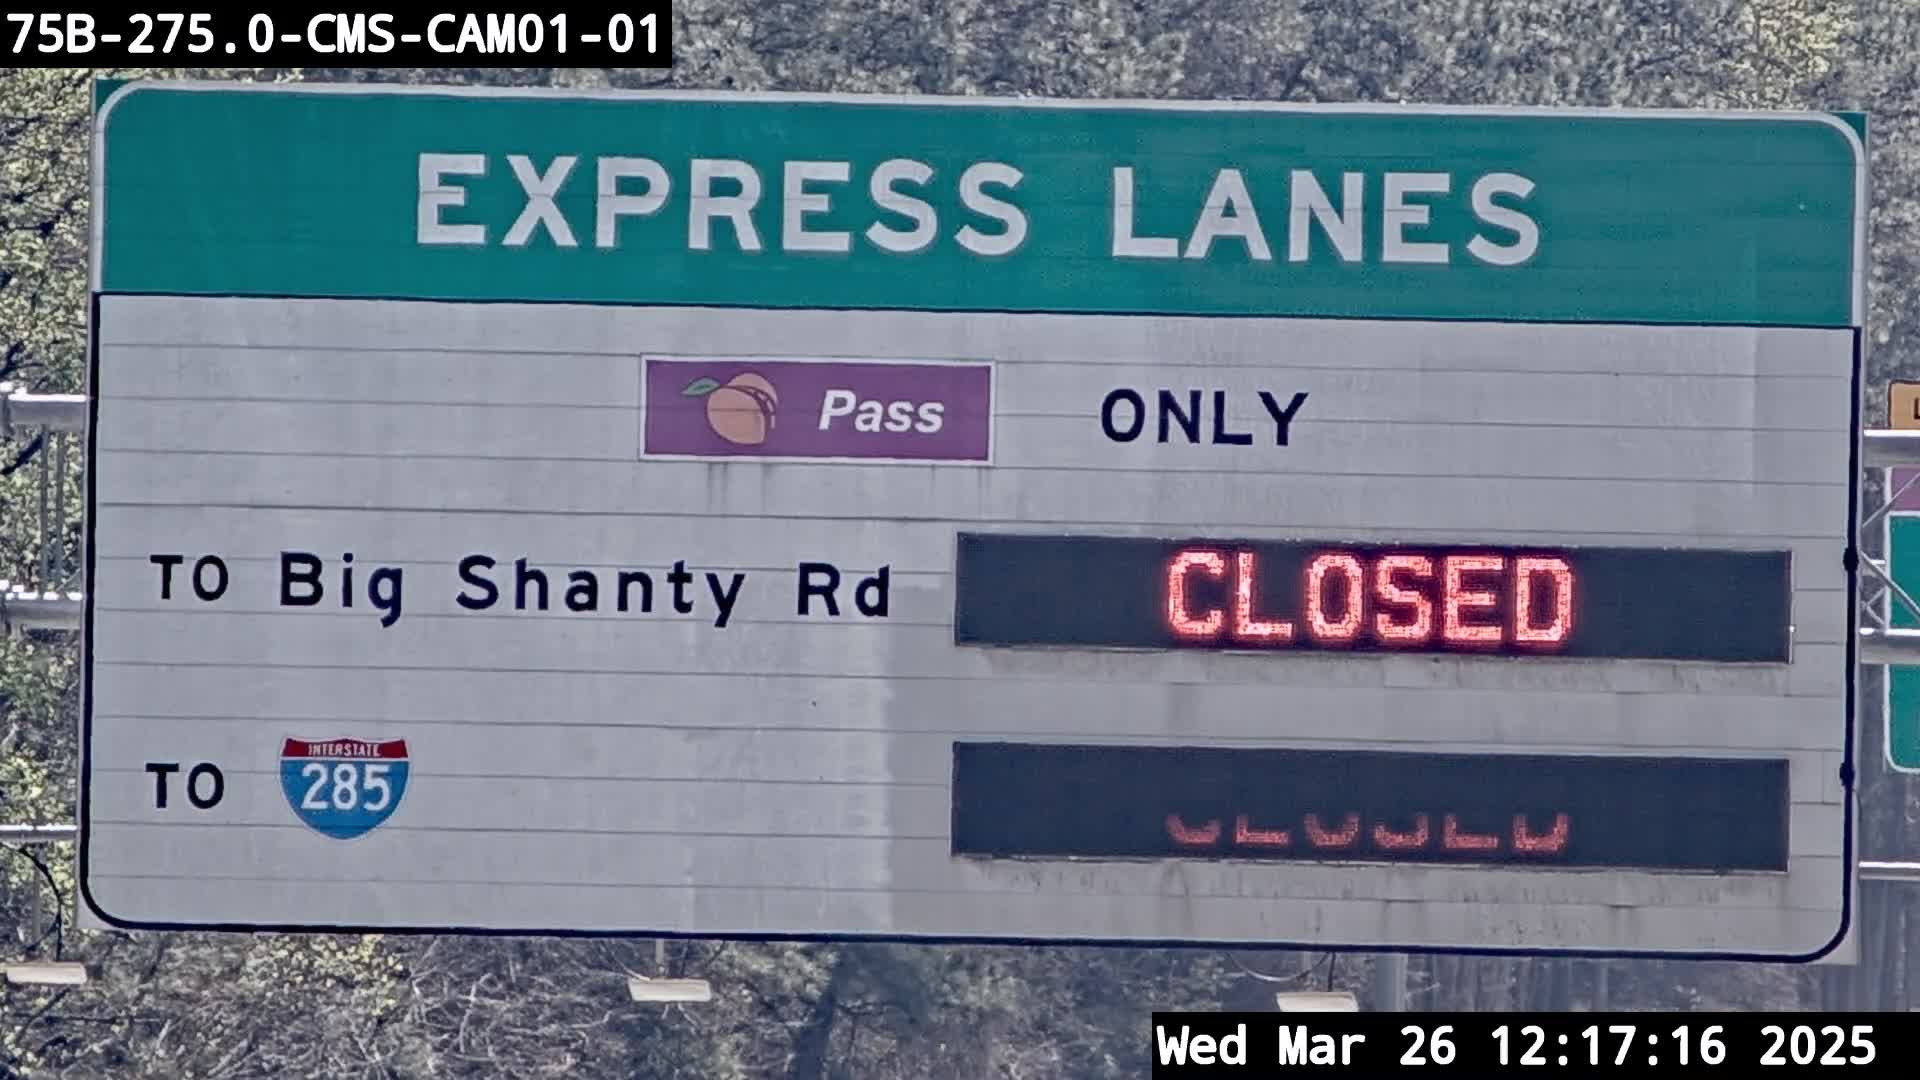 75B-275.0-CMS-CAM01-01
EXPRESS LANES
Pass ONLY
TO Big Shanty Rd CLOSED
INTERSTATE
TO 285 CLOSED
Wed Mar 26 12:17:16 2025